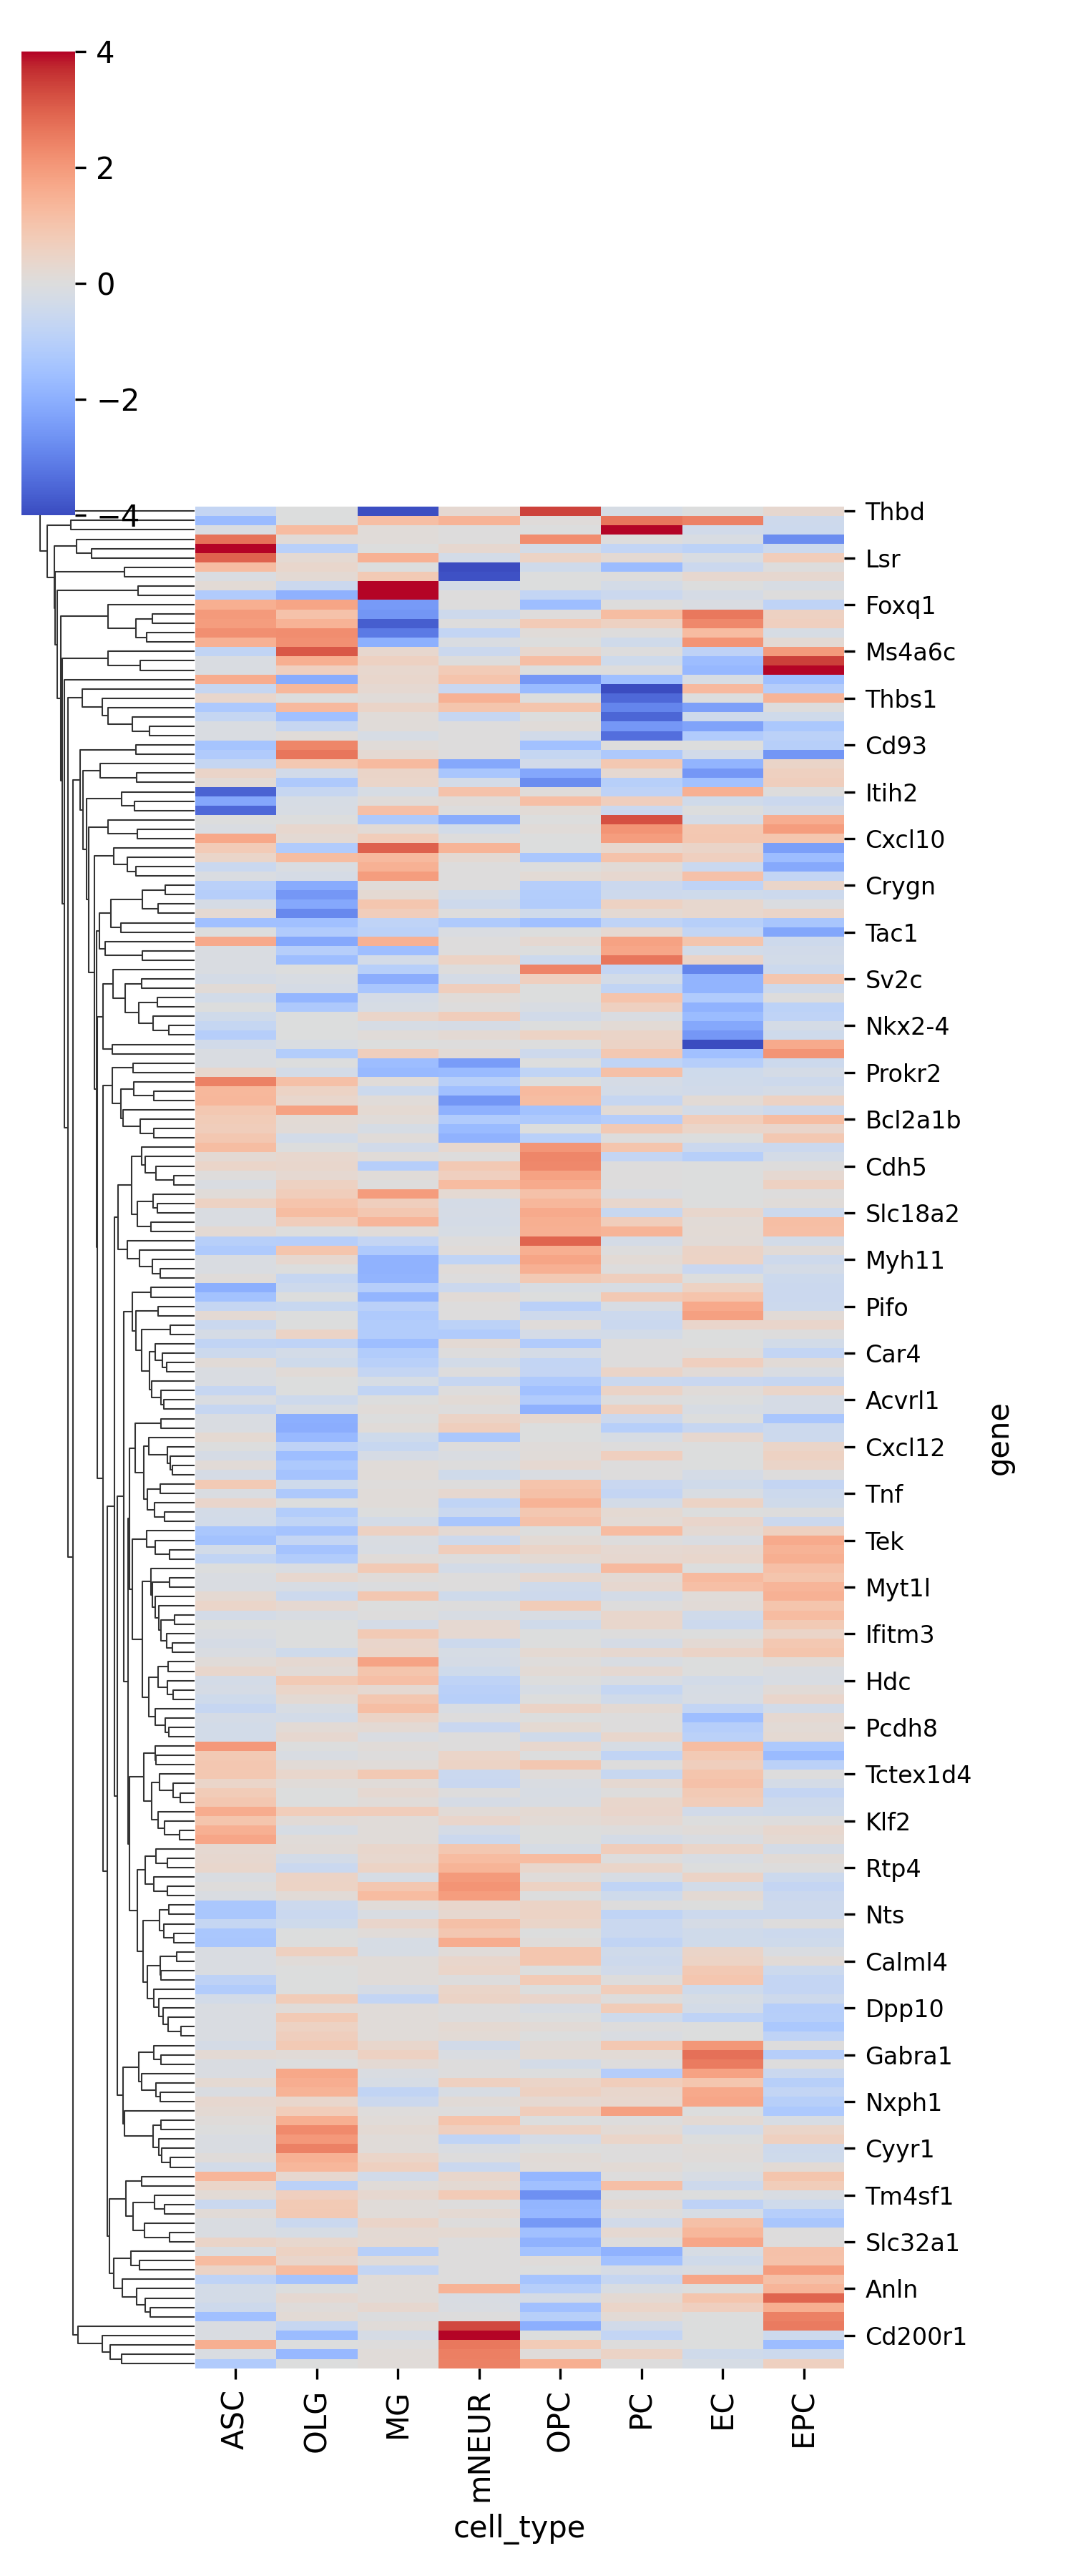 4
2
0
−2
−4
Thbd
Lsr
Foxq1
Ms4a6c
Thbs1
Cd93
Itih2
Cxcl10
Crygn
Tac1
Sv2c
Nkx2-4
Prokr2
Bcl2a1b
Cdh5
Slc18a2
Myh11
Pifo
Car4
Acvrl1
Cxcl12
Tnf
Tek
Myt1l
Ifitm3
Hdc
Pcdh8
Tctex1d4
Klf2
Rtp4
Nts
Calml4
Dpp10
Gabra1
Nxph1
Cyyr1
Tm4sf1
Slc32a1
Anln
Cd200r1
gene
ASC
OLG
MG
mNEUR
OPC
PC
EC
EPC
cell_type